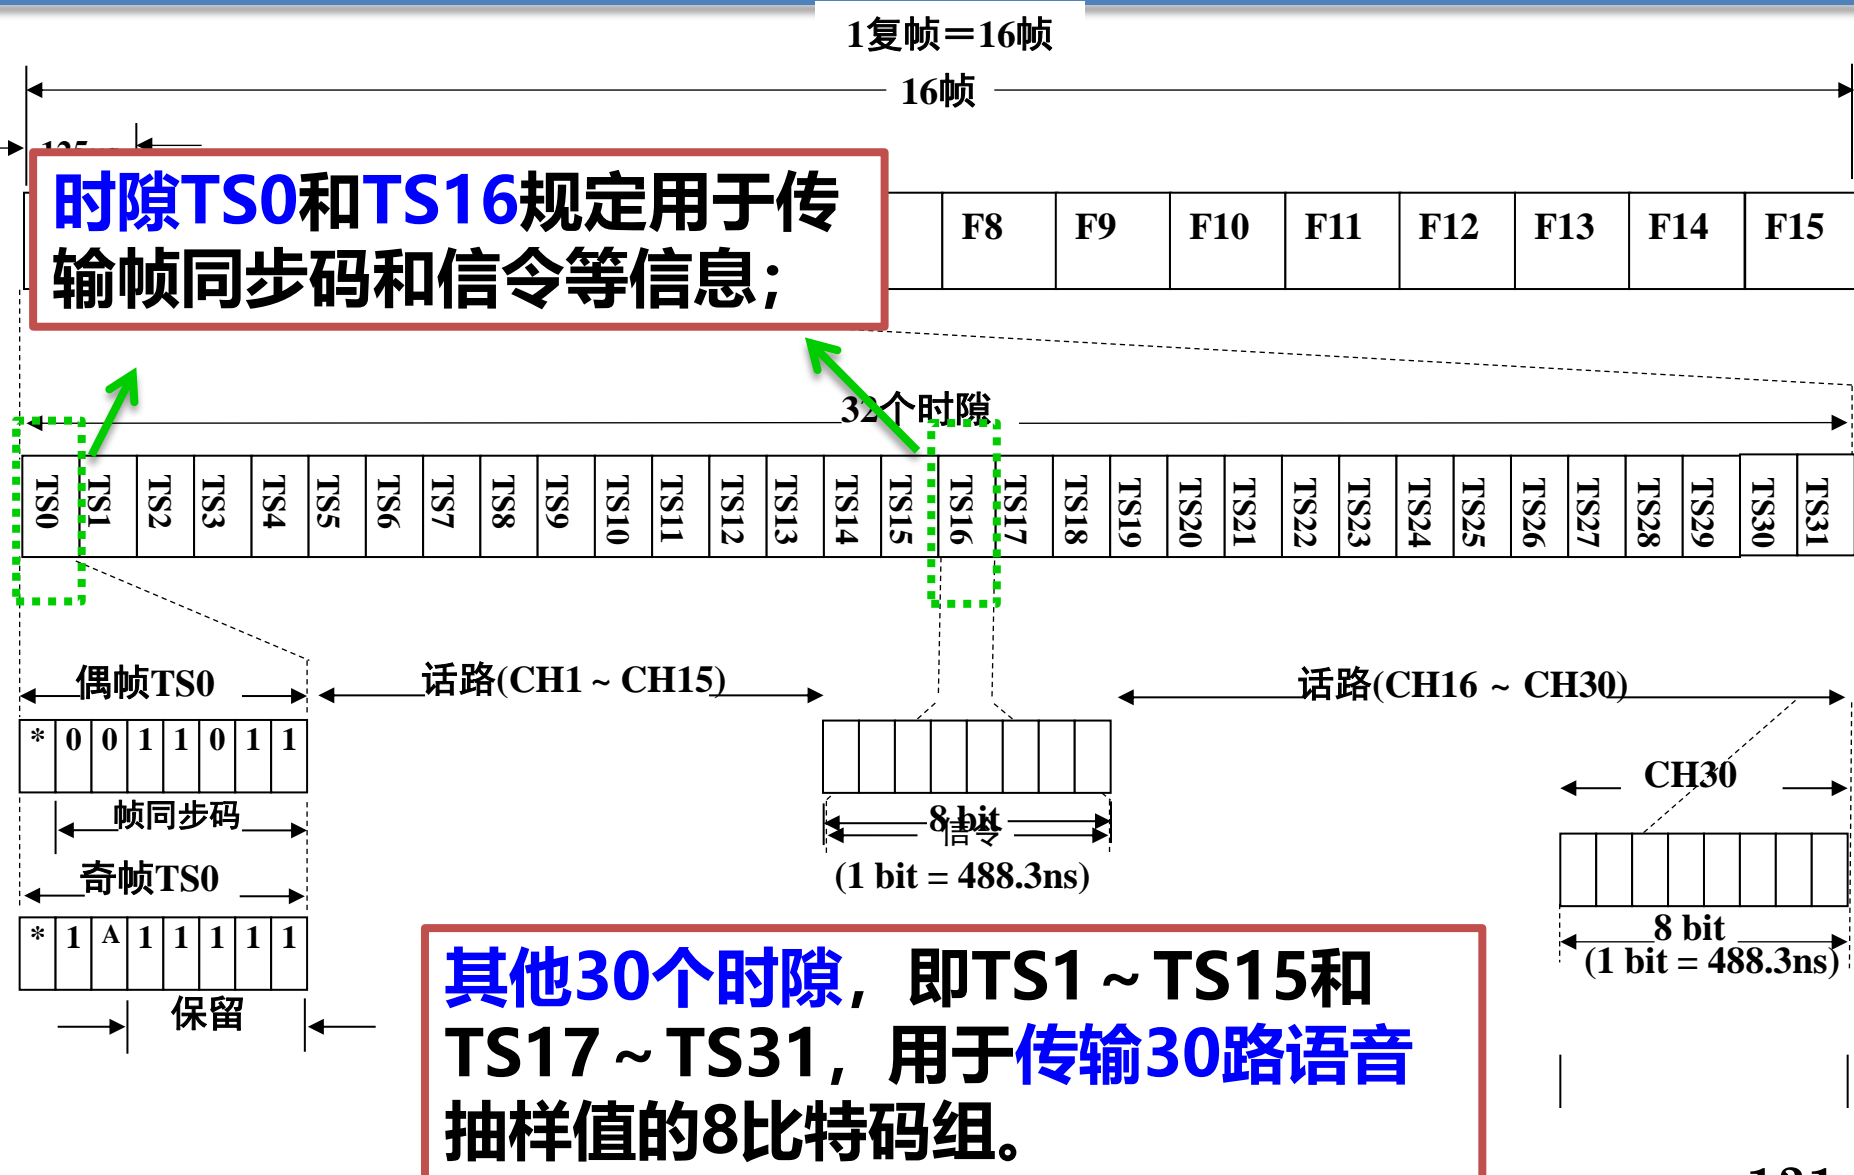 1复帧＝16帧
16帧
时隙TS0和TS16规定用于传
输帧同步码和信令等信息；
F8 F9 F10 F11 F12 F13 F14 F15
32个时隙
TS0 TS1 TS2 TS3 TS4 TS5 TS6 TS7 TS8 TS9 TS10 TS11 TS12 TS13 TS14 TS15 TS16 TS17 TS18 TS19 TS20 TS21 TS22 TS23 TS24 TS25 TS26 TS27 TS28 TS29 TS30 TS31
偶帧TS0 话路(CH1 ~ CH15) 话路(CH16 ~ CH30)
* 0 0 1 1 0 1 1
CH30
帧同步码
8 bit
信令
奇帧TS0
(1 bit = 488.3ns)
* 1 A 1 1 1 1 1
8 bit
(1 bit = 488.3ns)
保留
其他30个时隙，即TS1～TS15和
TS17～TS31，用于传输30路语音
抽样值的8比特码组。